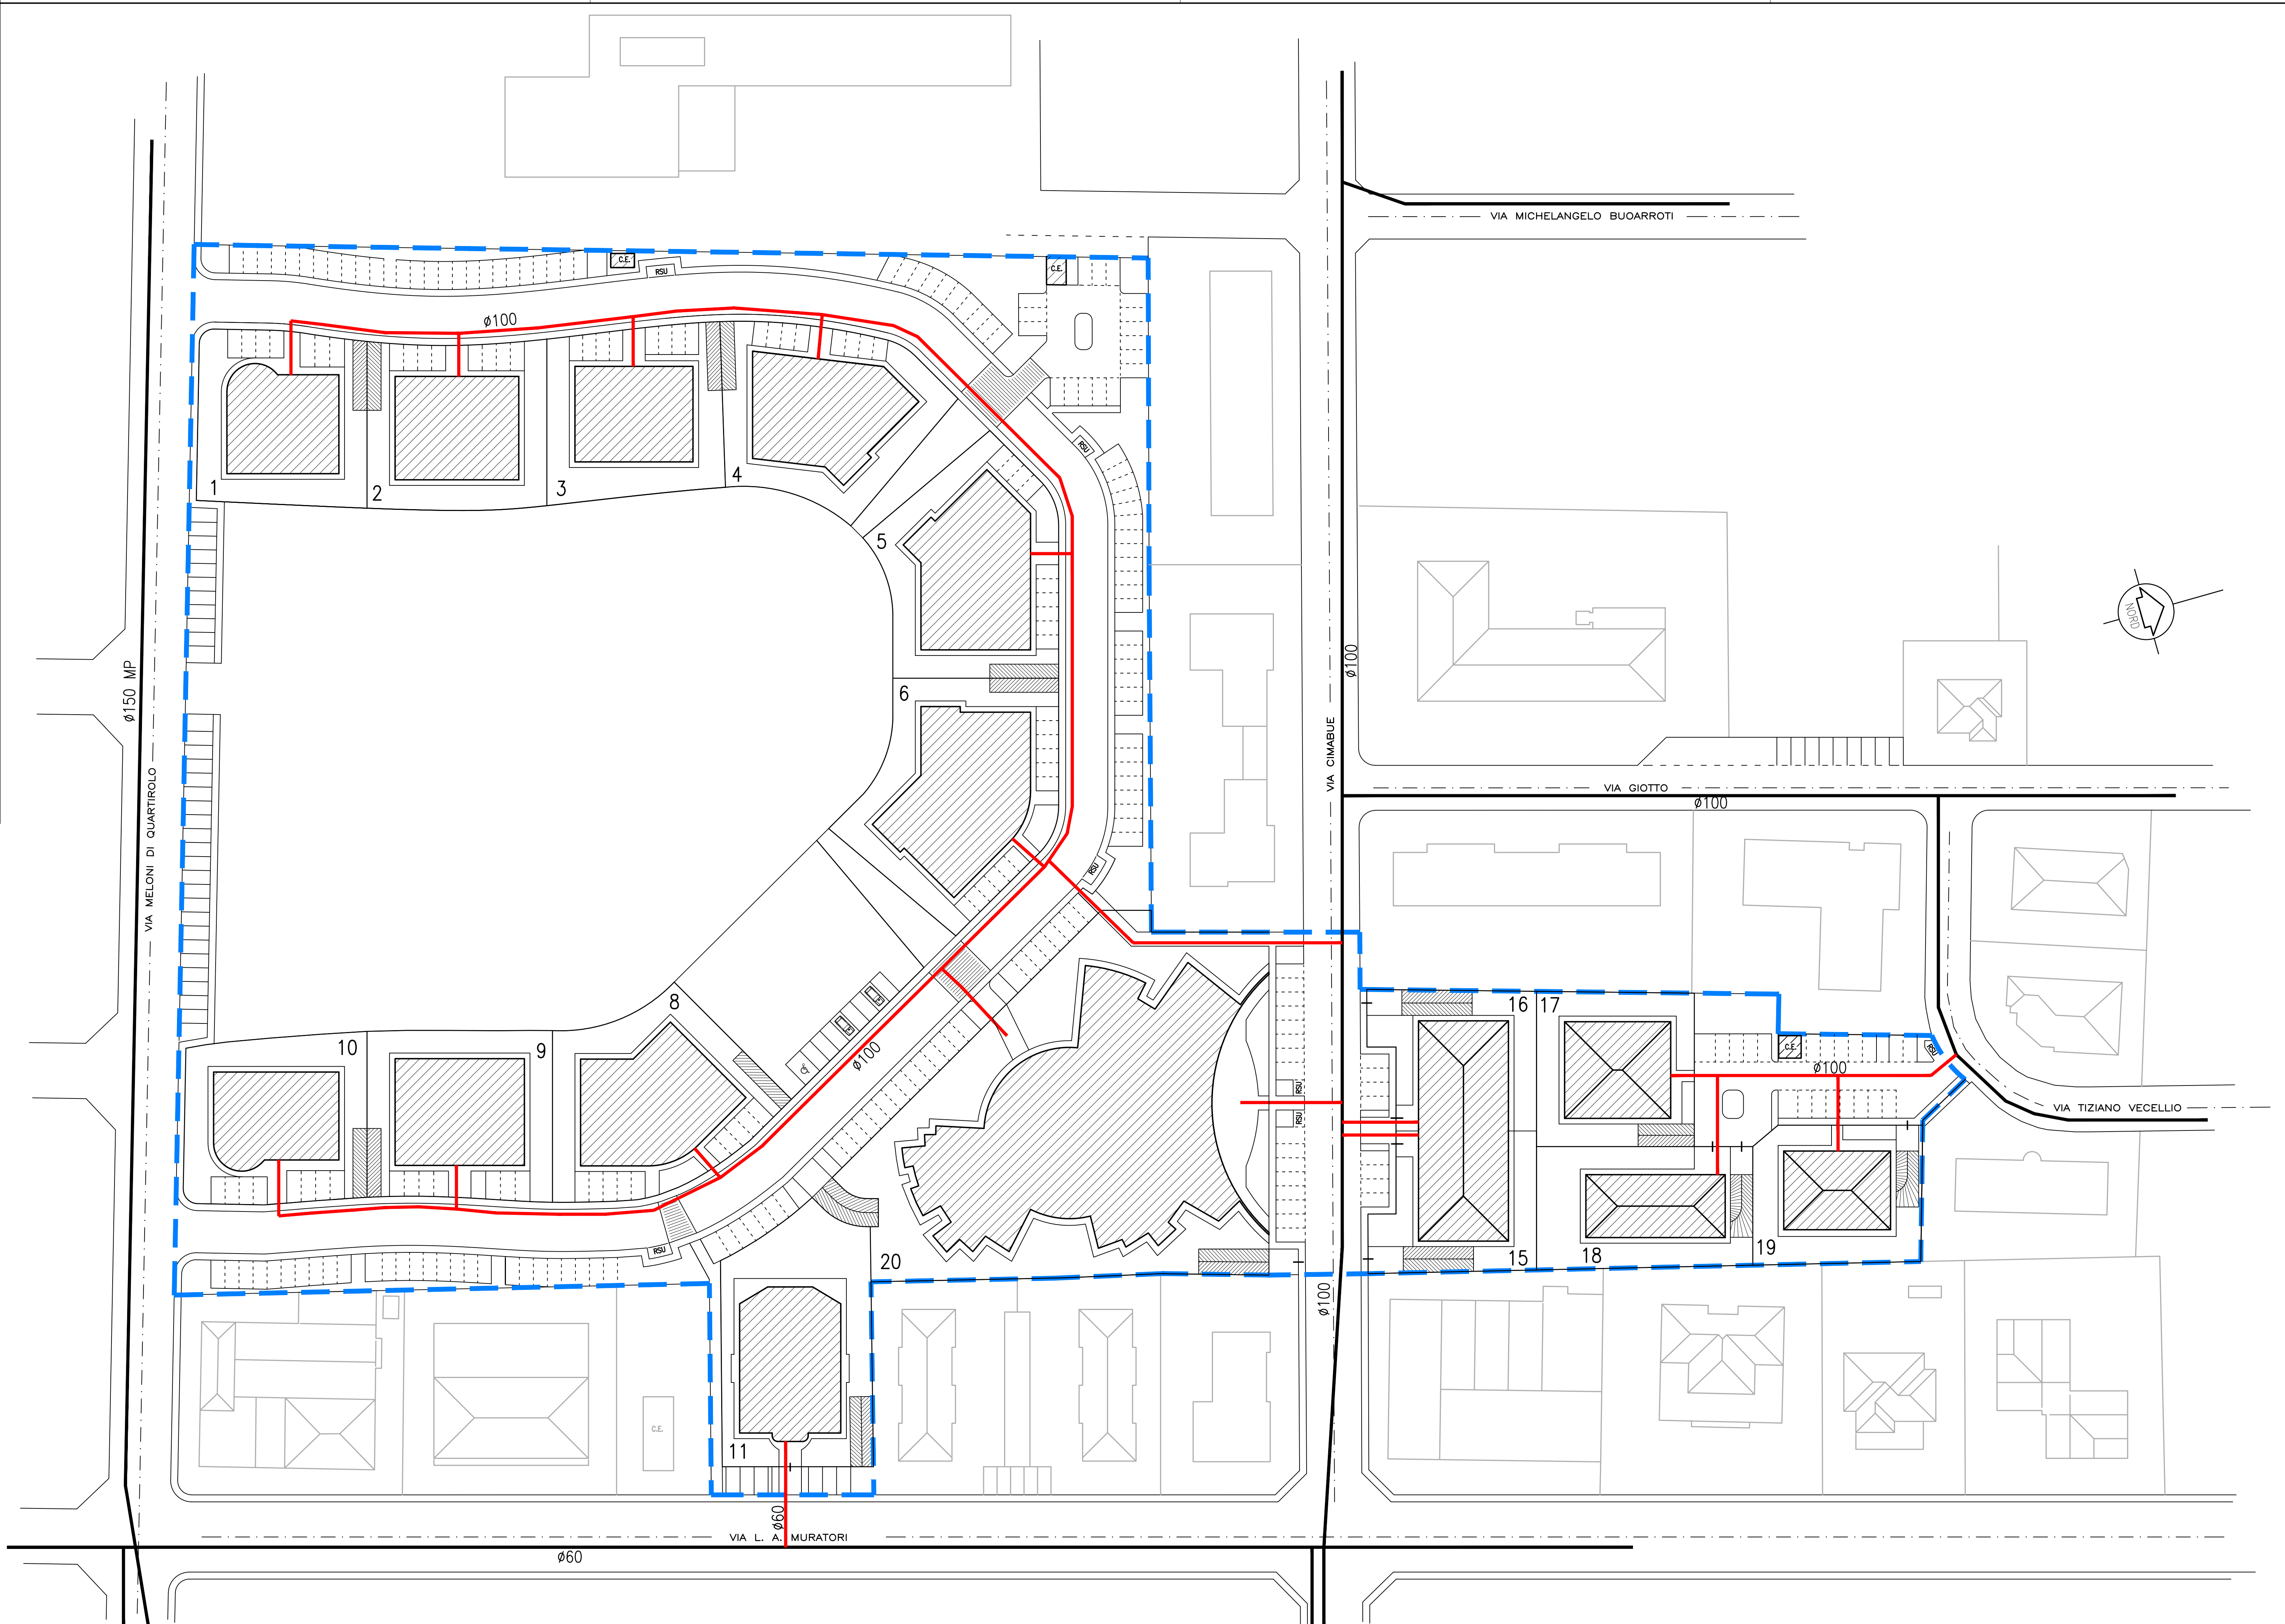 VIA MICHELANGELO BUOARROTI
C.E.
RSU
C.E.
ø100
RSU
1
2
3
4
5
6
NORD
ø150 MP
ø100
VIA CIMABUE
VIA MELONI DI QUARTIROLO
VIA GIOTTO
ø100
RSU
8
16
17
10
9
ø100
C.E.
RSU
ø100
RSU
RSU
VIA TIZIANO VECELLIO
RSU
20
15
18
19
ø100
C.E.
11
ø60
VIA L. A. MURATORI
ø60